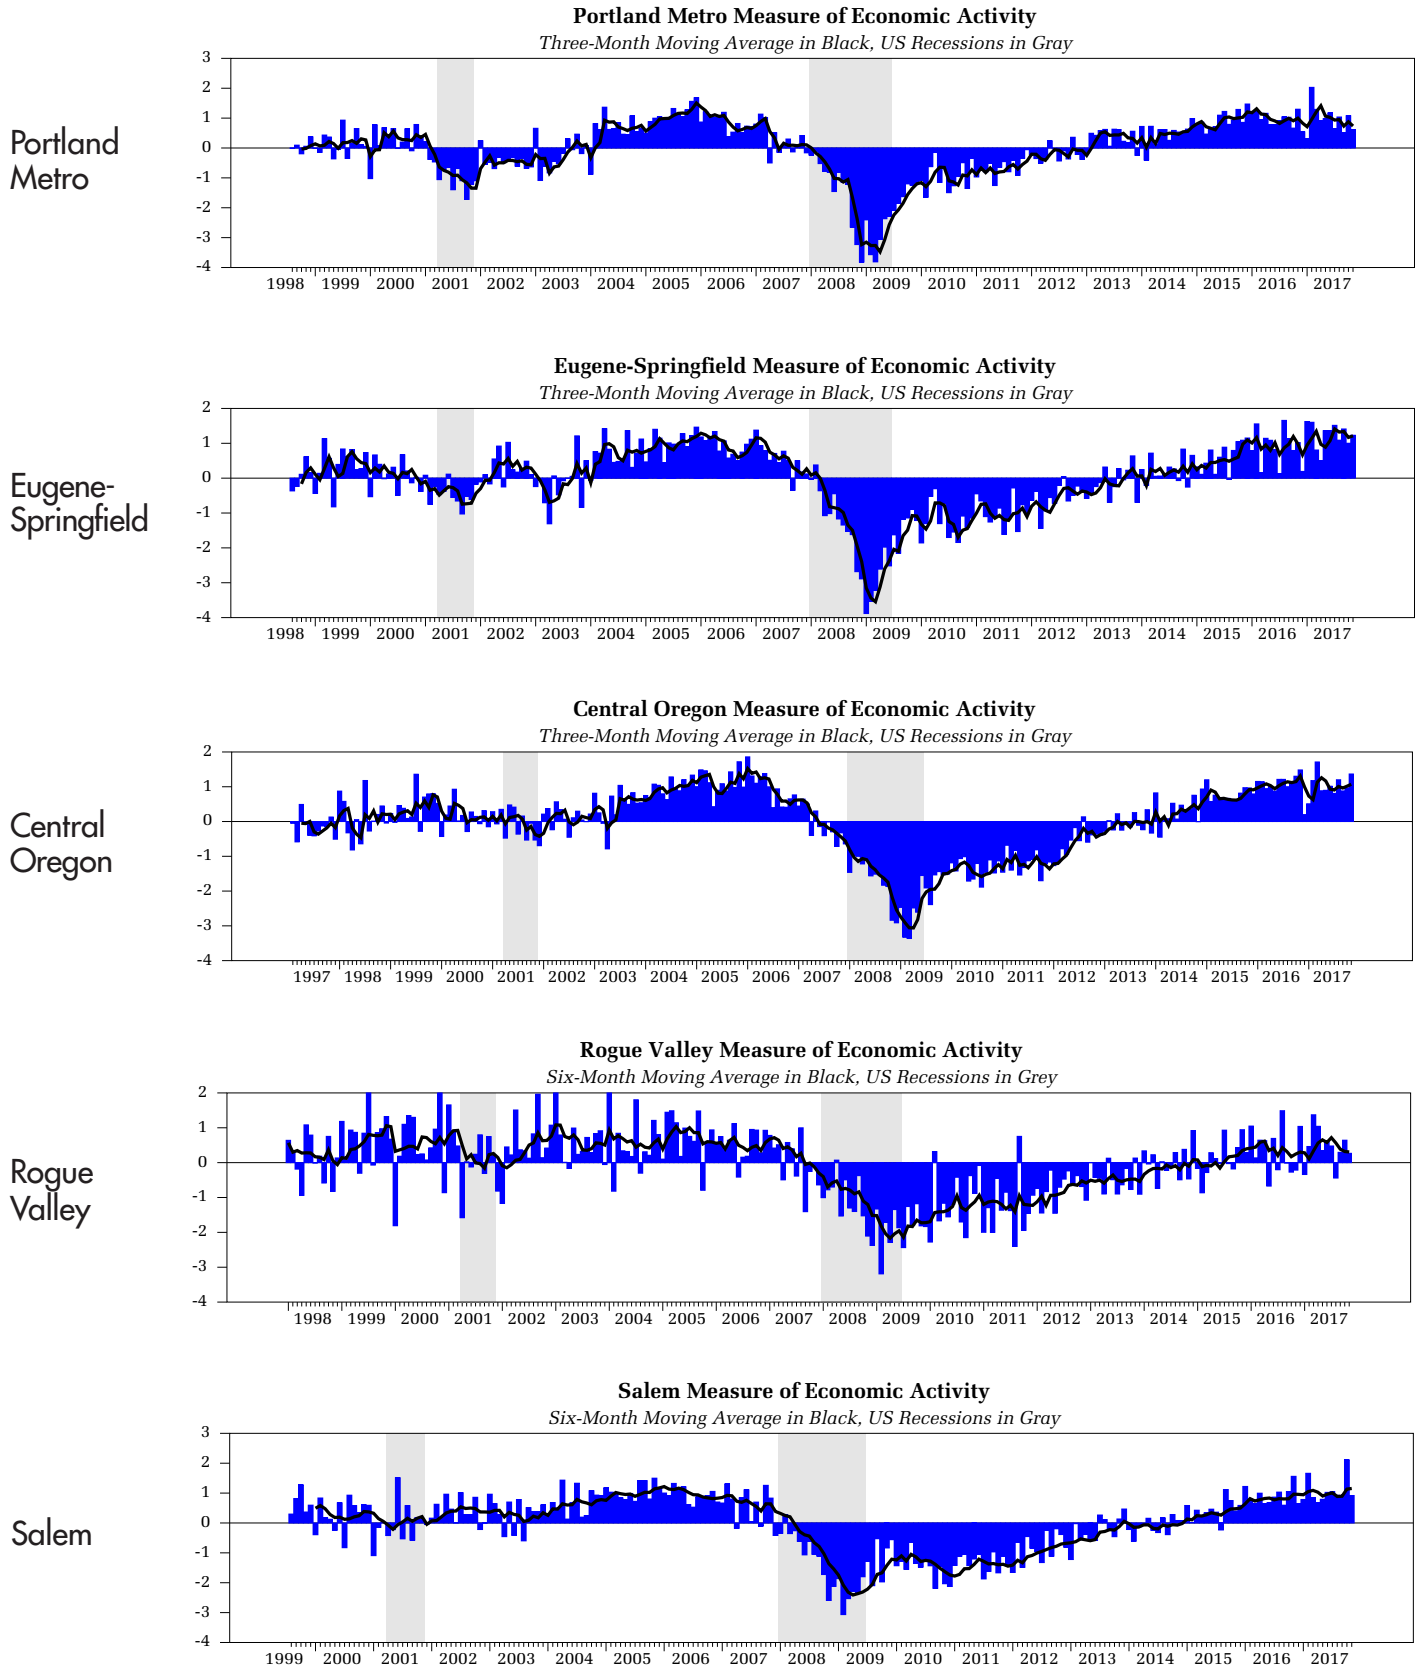 Portland Metro Measure of Economic Activity
Three-Month Moving Average in Black, US Recessions in Gray
Portland
Metro
3
2
1
0
-1
-2
-3
-4
1998 1999 2000 2001 2002 2003 2004 2005 2006 2007 2008 2009 2010 2011 2012 2013 2014 2015 2016 2017
Eugene-Springfield Measure of Economic Activity
Three-Month Moving Average in Black, US Recessions in Gray
Eugene-
Springfield
2
1
0
-1
-2
-3
-4
1998 1999 2000 2001 2002 2003 2004 2005 2006 2007 2008 2009 2010 2011 2012 2013 2014 2015 2016 2017
Central Oregon Measure of Economic Activity
Three-Month Moving Average in Black, US Recessions in Gray
Central
Oregon
2
1
0
-1
-2
-3
-4
1997 1998 1999 2000 2001 2002 2003 2004 2005 2006 2007 2008 2009 2010 2011 2012 2013 2014 2015 2016 2017
Rogue Valley Measure of Economic Activity
Six-Month Moving Average in Black, US Recessions in Grey
Rogue
Valley
2
1
0
-1
-2
-3
-4
1998 1999 2000 2001 2002 2003 2004 2005 2006 2007 2008 2009 2010 2011 2012 2013 2014 2015 2016 2017
Salem Measure of Economic Activity
Six-Month Moving Average in Black, US Recessions in Gray
Salem
3
2
1
0
-1
-2
-3
-4
1999 2000 2001 2002 2003 2004 2005 2006 2007 2008 2009 2010 2011 2012 2013 2014 2015 2016 2017